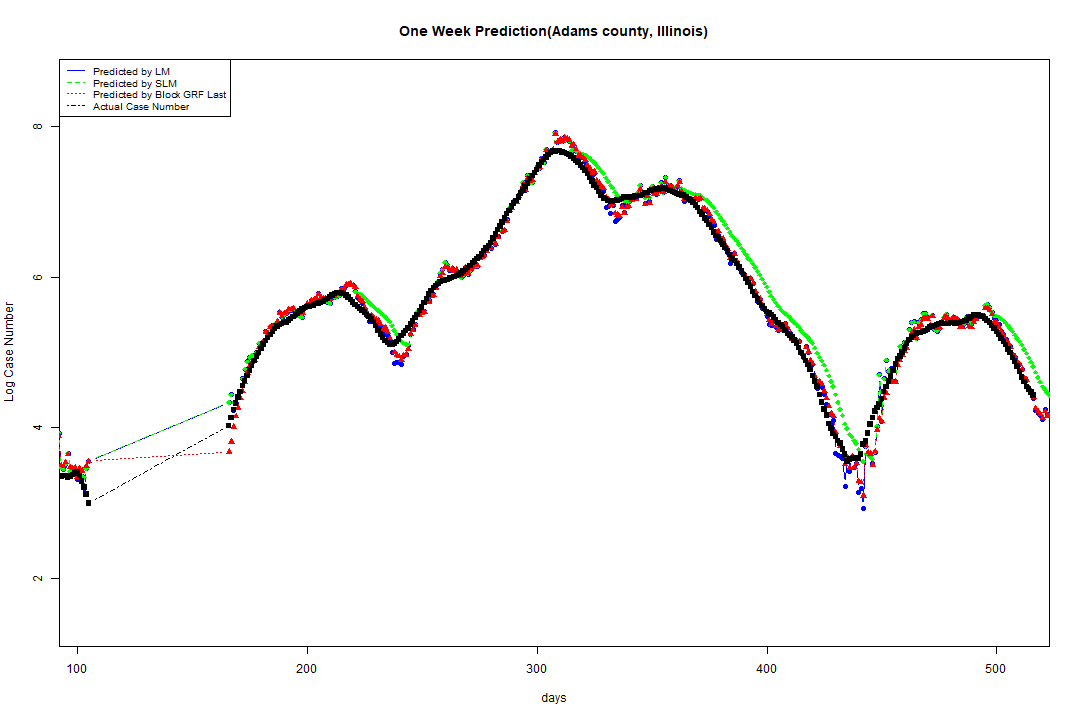 One Week Prediction(Adams county, Illinois)
Predicted by LM
Predicted by SLM
Predicted by Block GRF Last
Actual Case Number
8
6
4
2
Log Case Number
100 200 300 400 500
days